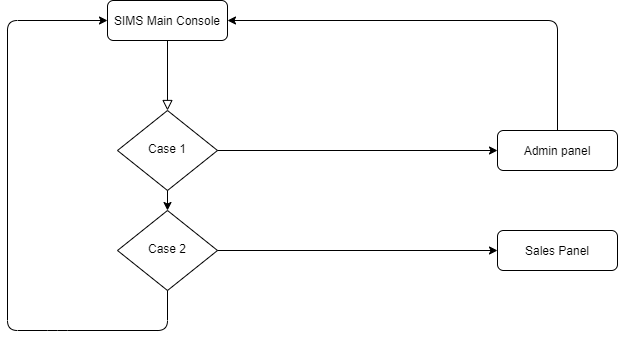 SIMS Main Console
Case 1
Admin panel
Case 2
Sales Panel